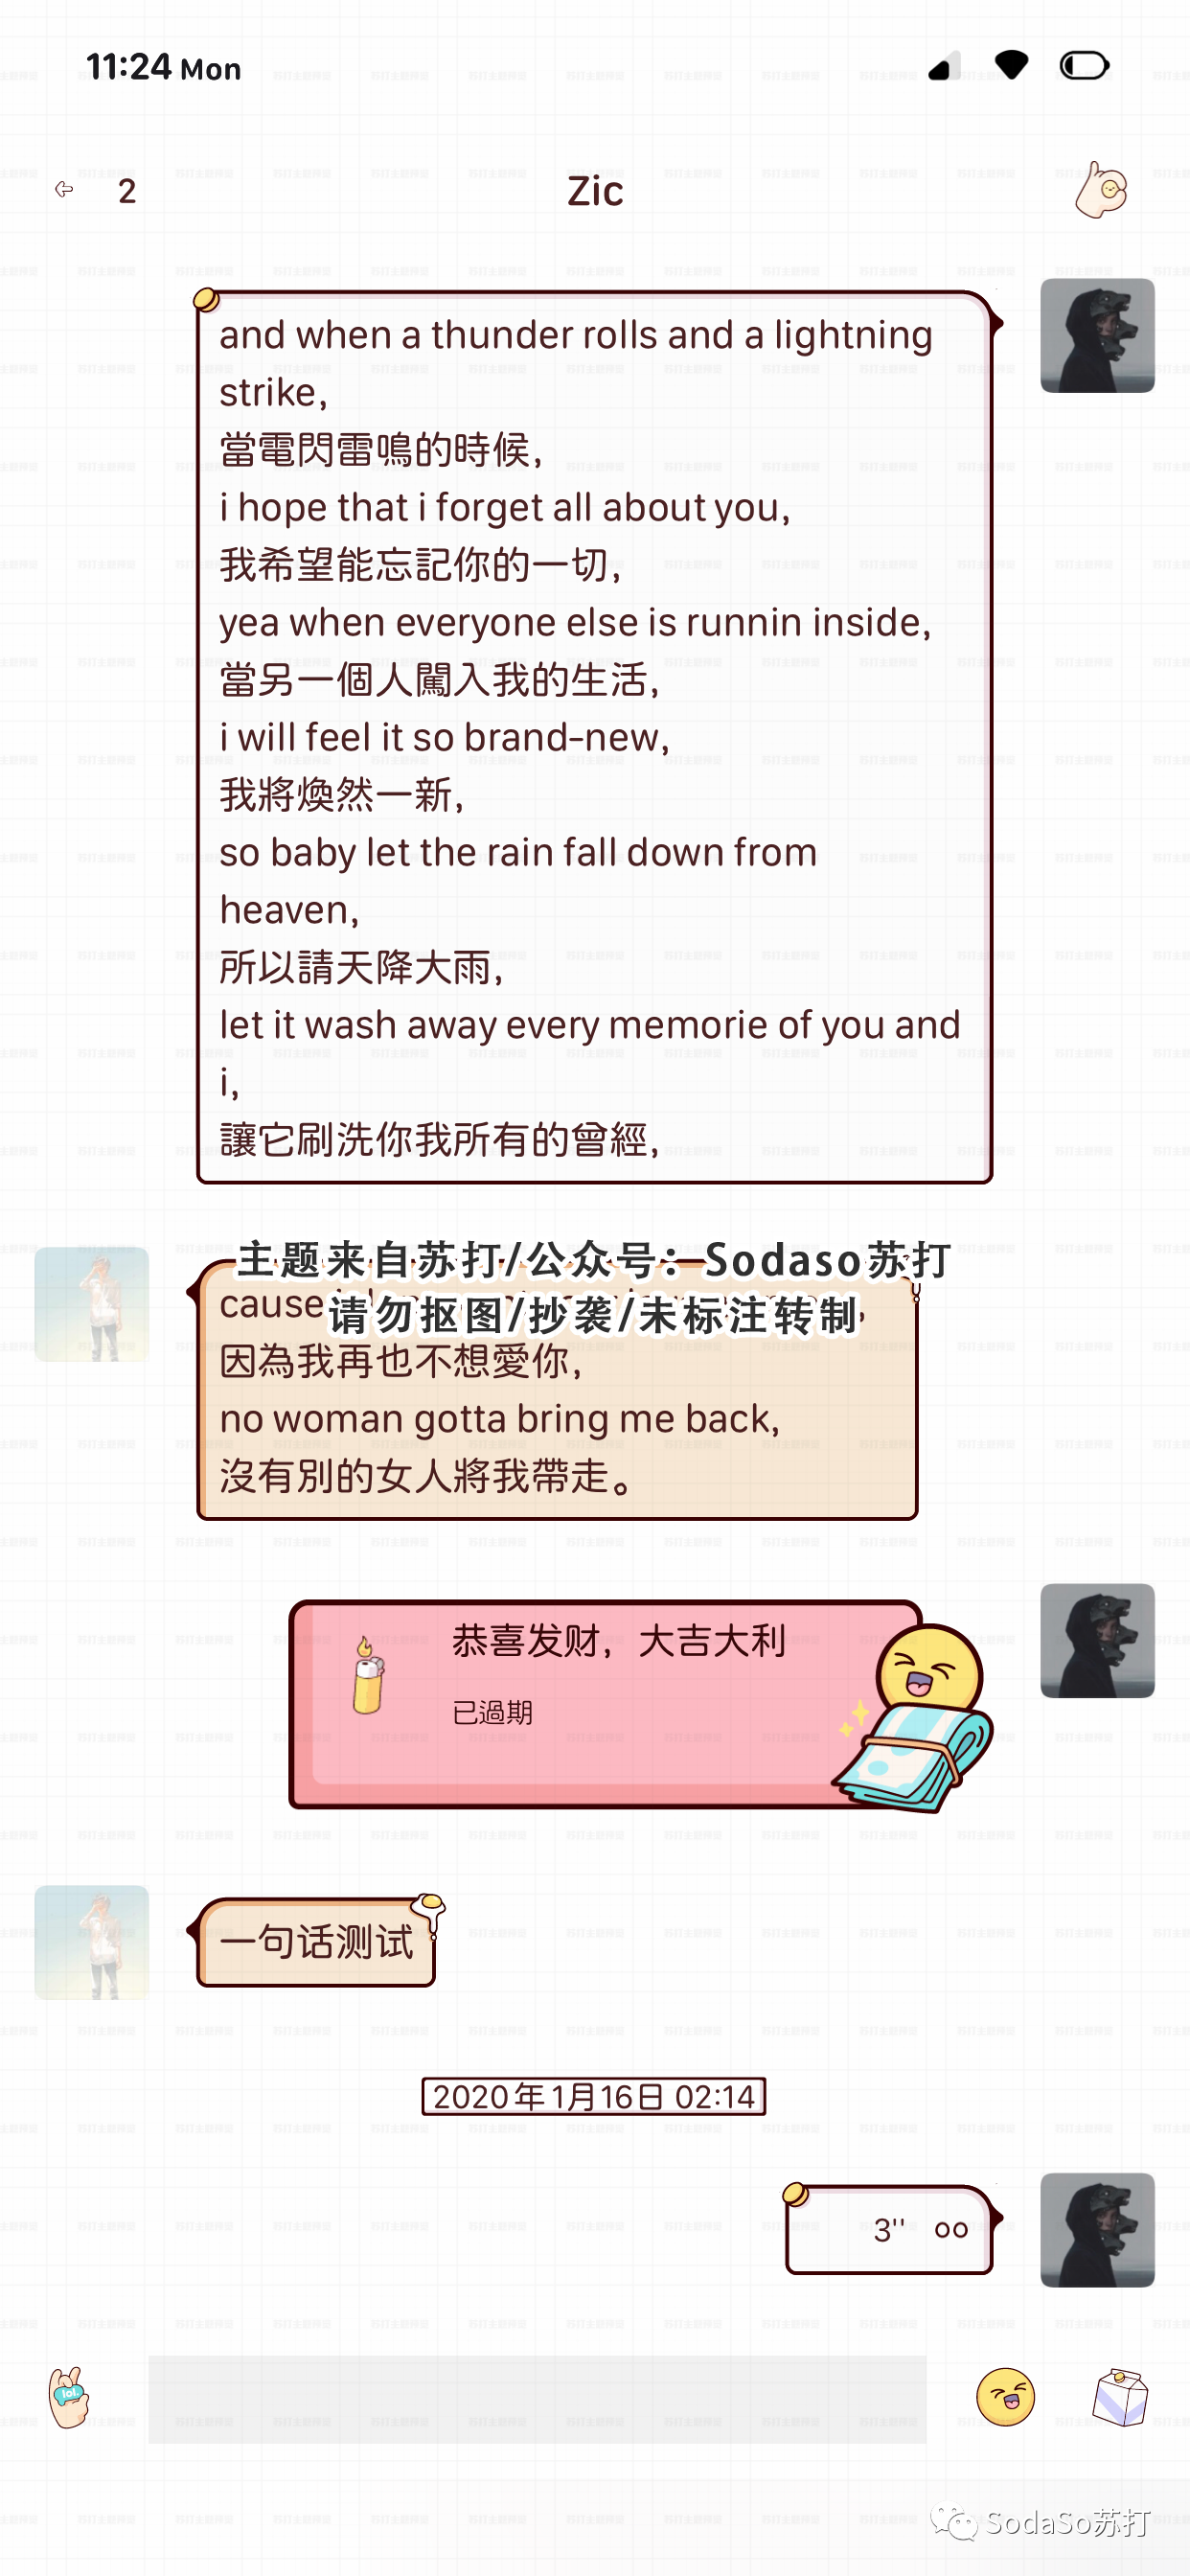 11:24 Mon
2
Zic
and when a thunder rolls and a lightning
strike,
當電閃雷鳴的時候,
i hope that i forget all about you,
我希望能忘記你的一切,
yea when everyone else is runnin inside,
當另一個人闖入我的生活,
i will feel it so brand-new,
我將煥然一新,
so baby let the rain fall down from
heaven,
所以請天降大雨,
let it wash away every memorie of you and
i,
讓它刷洗你我所有的曾經,
主题来自苏打/公众号：Sodaso苏打
cause
请勿抠图/抄袭/未标注转制
因為我再也不想愛你,
no woman gotta bring me back,
沒有別的女人將我帶走。
恭喜发财，大吉大利
已過期
一句话测试
2020年1月16日 02:14
3''
lol.
SodaSo苏打